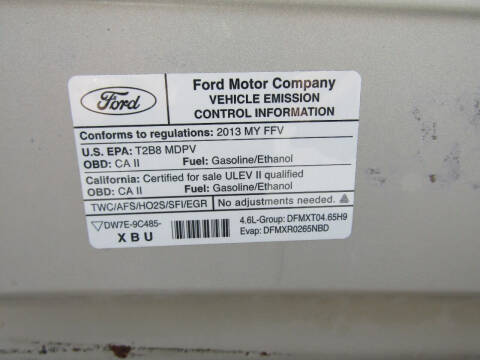 Ford
Ford Motor Company
VEHICLE EMISSION
CONTROL INFORMATION
Conforms to regulations: 2013 MY FFV
U.S. EPA: T2B8 MDPV
OBD: CA II Fuel: Gasoline/Ethanol
California: Certified for sale ULEV II qualified
OBD: CA II Fuel: Gasoline/Ethanol
TWC/AFS/HO2S/SFI/EGR No adjustments needed.
DW7E-9C485-
XBU
4.6L-Group: DFMXT04.65H9
Evap: DFMXR0265NBD